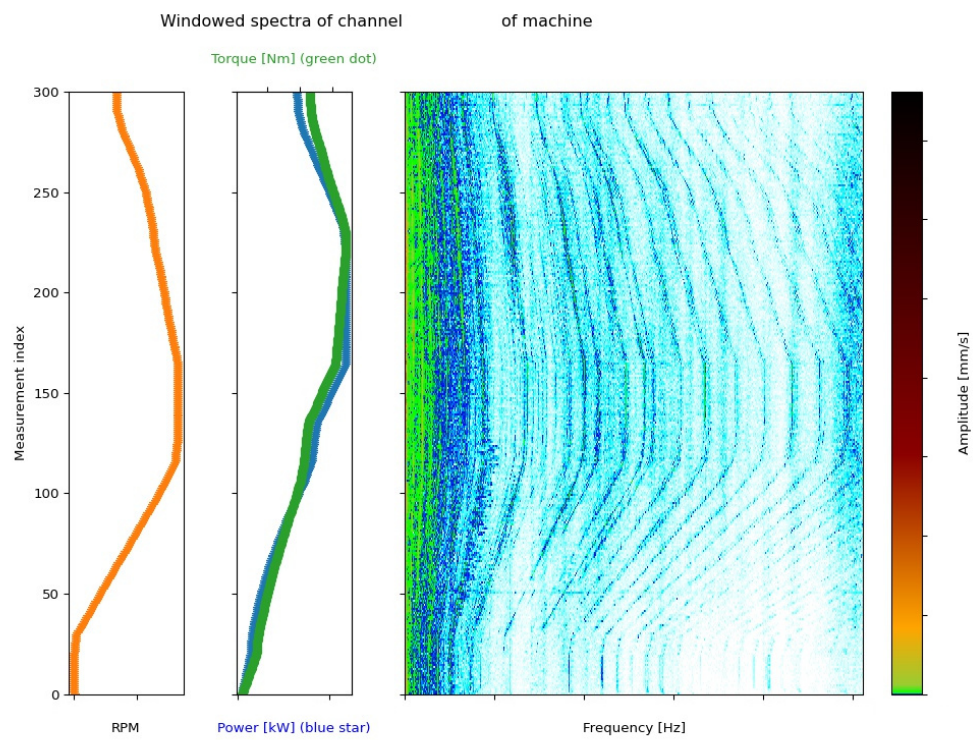 Windowed spectra of channel of machine
Torque [Nm] (green dot)
300
250
200
150
100
50
0
Measurement index
RPM
Power [kW] (blue star)
Frequency [Hz]
Amplitude [mm/s]